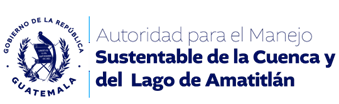 GOBIERNO DE LA REPÚBLICA
GUATEMALA
Autoridad para el Manejo
Sustentable de la Cuenca y
del Lago de Amatitlán